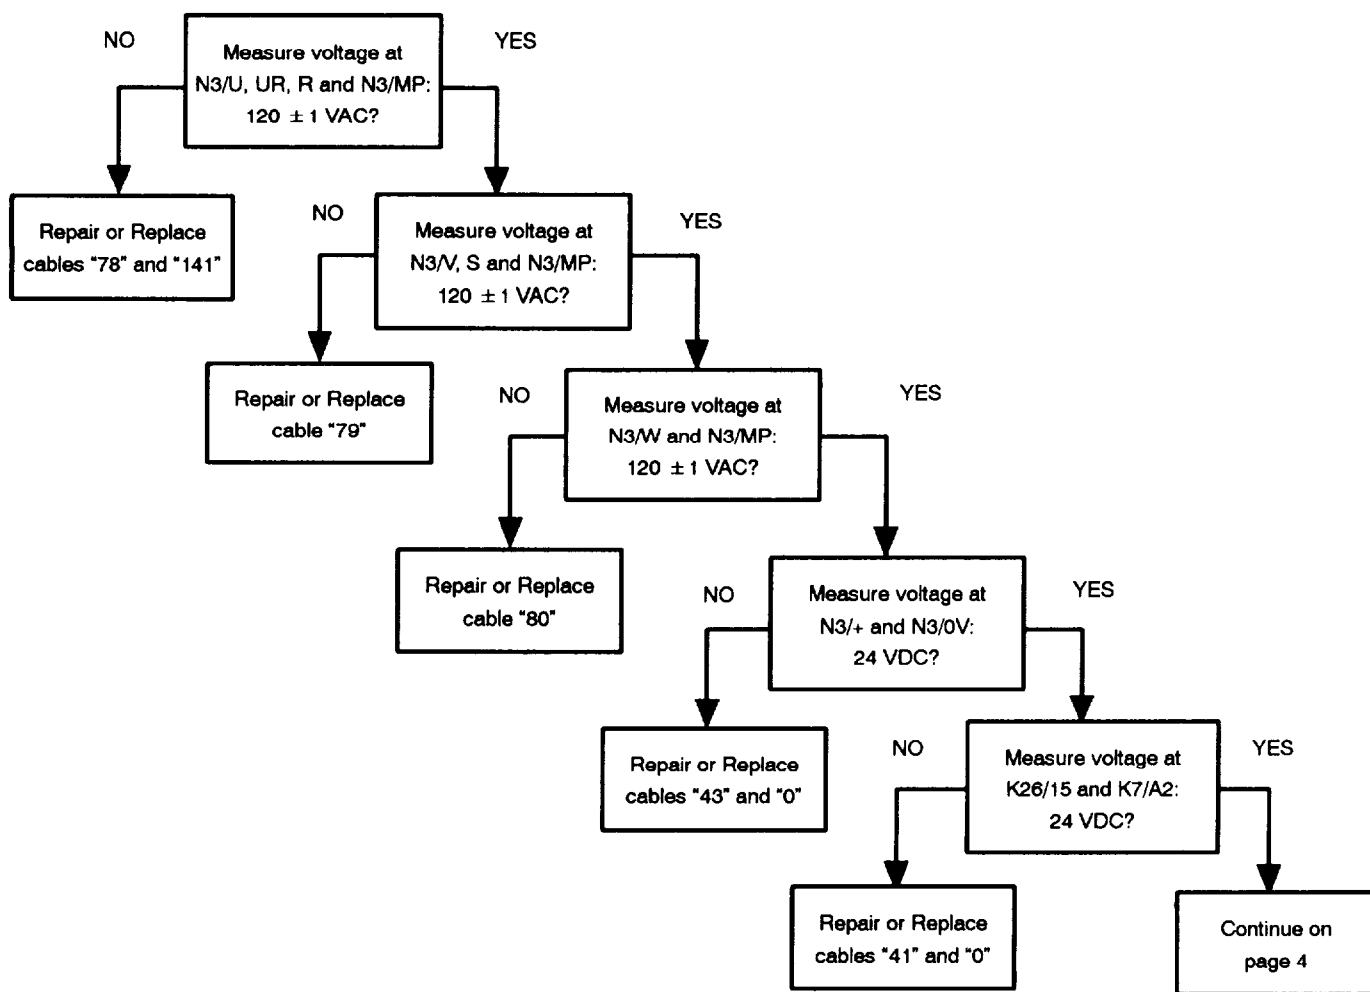 NO
Measure voltage at
N3/U, UR, R and N3/MP:
120 ± 1 VAC?
YES
Repair or Replace
cables "78" and "141"
NO
Measure voltage at
N3/V, S and N3/MP:
120 ± 1 VAC?
YES
Repair or Replace
cable "79"
NO
Measure voltage at
N3/W and N3/MP:
120 ± 1 VAC?
YES
Repair or Replace
cable "80"
NO
Measure voltage at
N3/+ and N3/0V:
24 VDC?
YES
Repair or Replace
cables "43" and "0"
NO
Measure voltage at
K26/15 and K7/A2:
24 VDC?
YES
Repair or Replace
cables "41" and "0"
Continue on
page 4